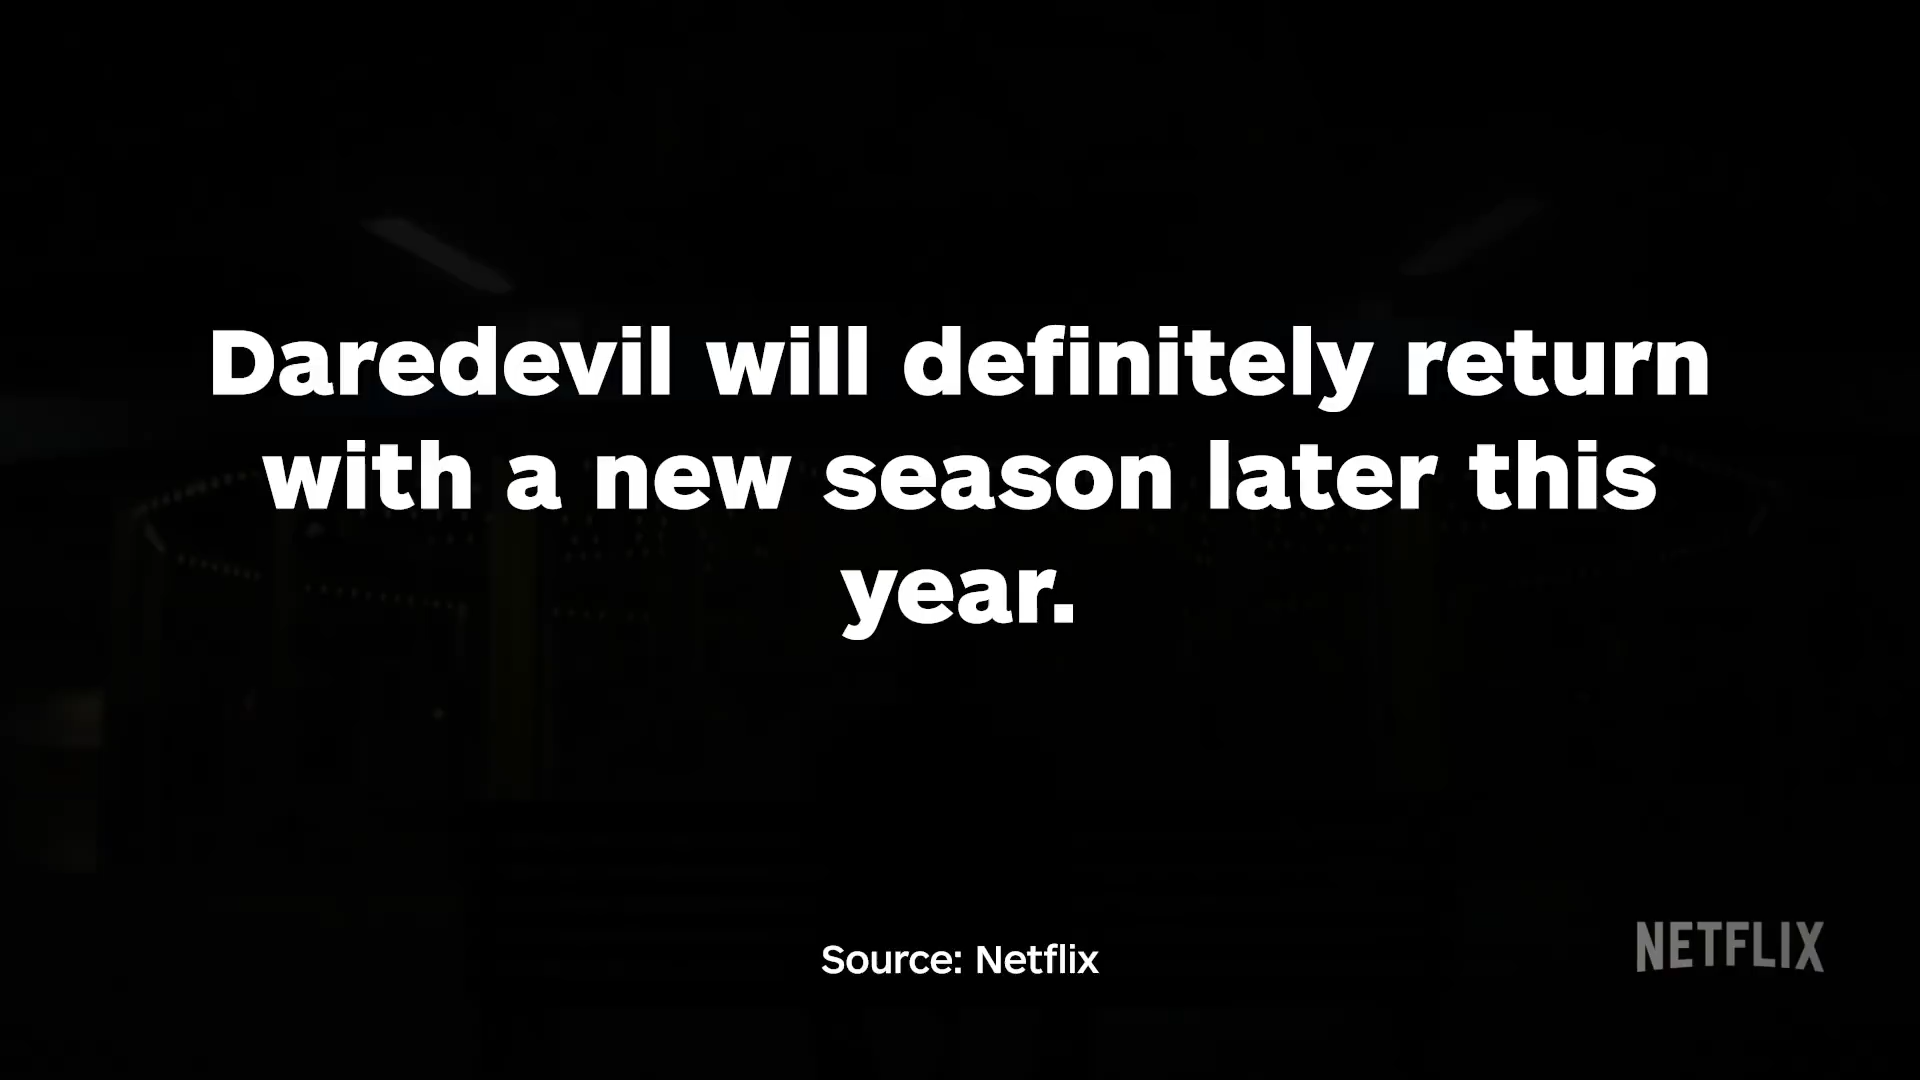 Daredevil will definitely return
with a new season later this
year.
Source: Netflix
NETFLIX